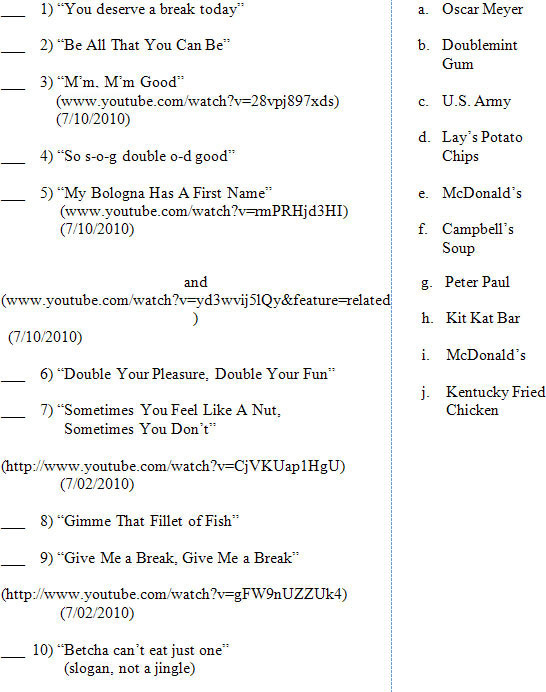 ___ 1) “You deserve a break today”
___ 2) “Be All That You Can Be”
___ 3) “M’m. M’m Good”
(www.youtube.com/watch?v=28vpj897xds)
(7/10/2010)
___ 4) “So s-o-g double o-d good”
___ 5) “My Bologna Has A First Name”
(www.youtube.com/watch?v=rmPRHjd3HI)
(7/10/2010)
and
(www.youtube.com/watch?v=yd3wvij5lQy&feature=related
)
(7/10/2010)
___ 6) “Double Your Pleasure, Double Your Fun”
___ 7) “Sometimes You Feel Like A Nut,
Sometimes You Don’t”
(http://www.youtube.com/watch?v=CjVKUap1HgU)
(7/02/2010)
___ 8) “Gimme That Fillet of Fish”
___ 9) “Give Me a Break, Give Me a Break”
(http://www.youtube.com/watch?v=gFW9nUZZUk4)
(7/02/2010)
___ 10) “Betcha can’t eat just one”
(slogan, not a jingle)
a. Oscar Meyer
b. Doublemint
Gum
c. U.S. Army
d. Lay’s Potato
Chips
e. McDonald’s
f. Campbell’s
Soup
g. Peter Paul
h. Kit Kat Bar
i. McDonald’s
j. Kentucky Fried
Chicken